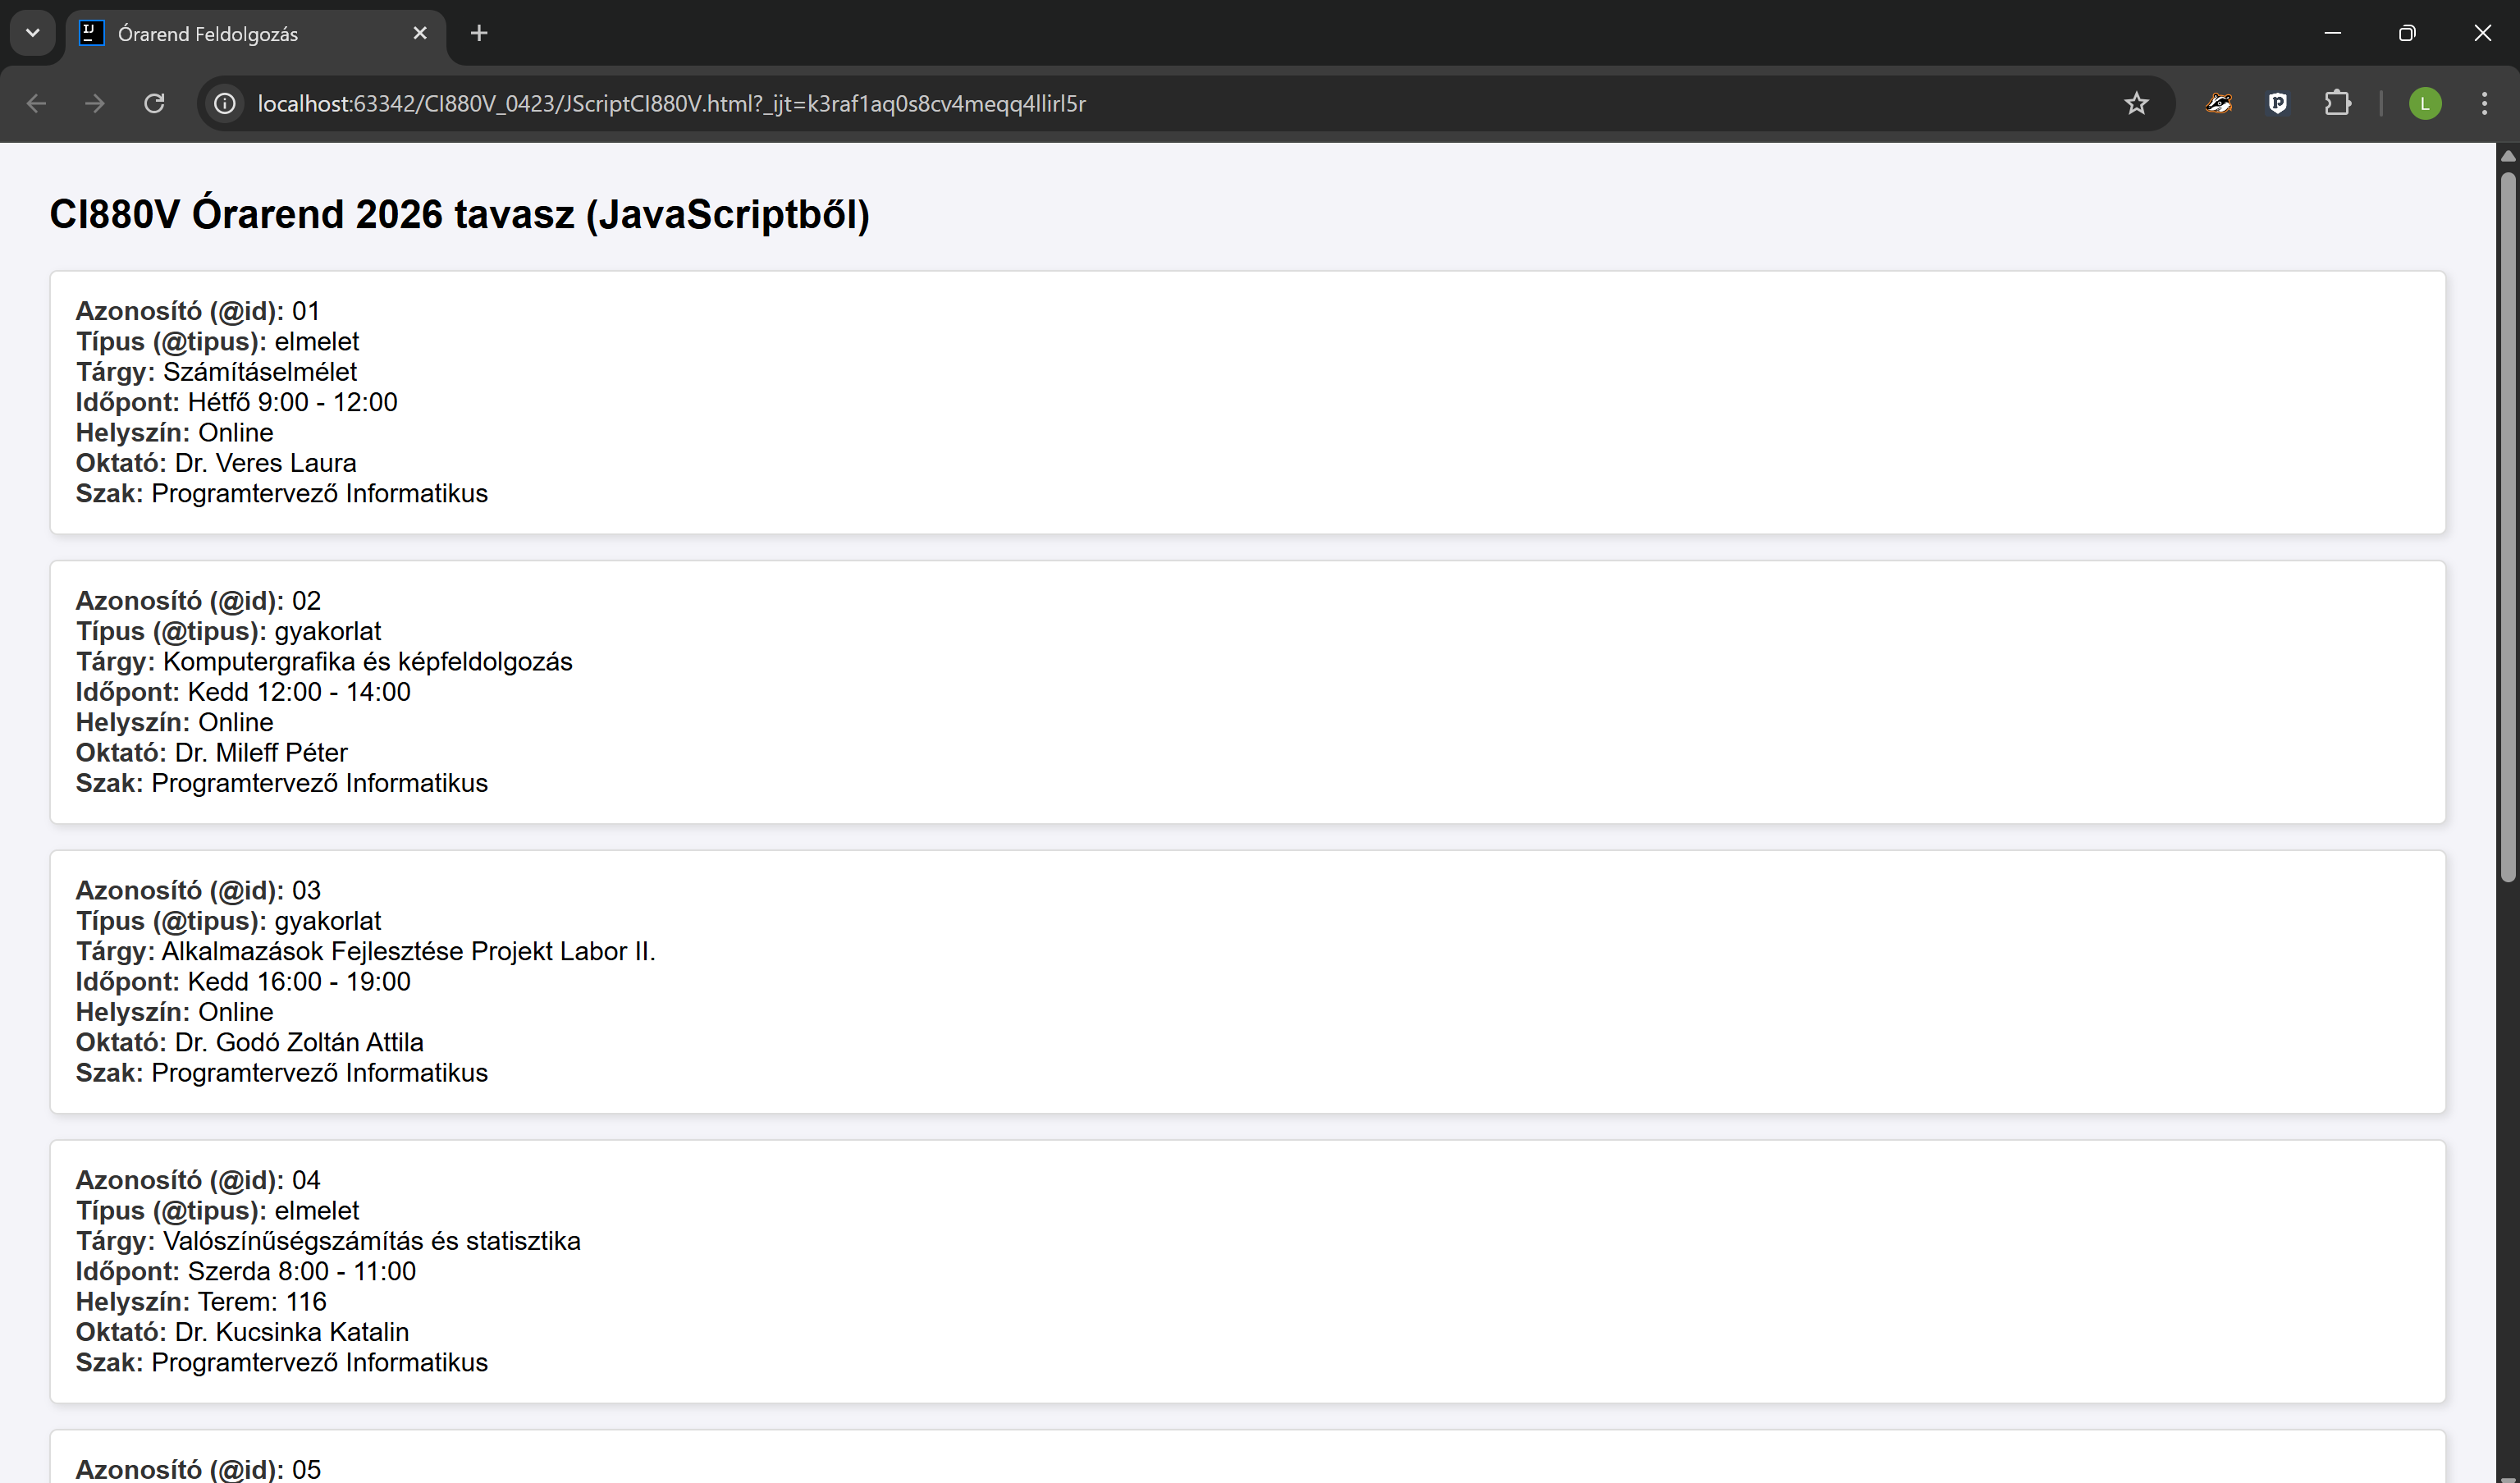 Órarend Feldolgozás
localhost:63342/CI880V_0423/JScriptCI880V.html?_ijt=k3raf1aq0s8cv4meqq4llirl5r
L
CI880V Órarend 2026 tavasz (JavaScriptből)
Azonosító (@id): 01
Típus (@tipus): elmelet
Tárgy: Számításelmélet
Időpont: Hétfő 9:00 - 12:00
Helyszín: Online
Oktató: Dr. Veres Laura
Szak: Programtervező Informatikus
Azonosító (@id): 02
Típus (@tipus): gyakorlat
Tárgy: Komputergrafika és képfeldolgozás
Időpont: Kedd 12:00 - 14:00
Helyszín: Online
Oktató: Dr. Mileff Péter
Szak: Programtervező Informatikus
Azonosító (@id): 03
Típus (@tipus): gyakorlat
Tárgy: Alkalmazások Fejlesztése Projekt Labor II.
Időpont: Kedd 16:00 - 19:00
Helyszín: Online
Oktató: Dr. Godó Zoltán Attila
Szak: Programtervező Informatikus
Azonosító (@id): 04
Típus (@tipus): elmelet
Tárgy: Valószínűségszámítás és statisztika
Időpont: Szerda 8:00 - 11:00
Helyszín: Terem: 116
Oktató: Dr. Kucsinka Katalin
Szak: Programtervező Informatikus
Azonosító (@id): 05